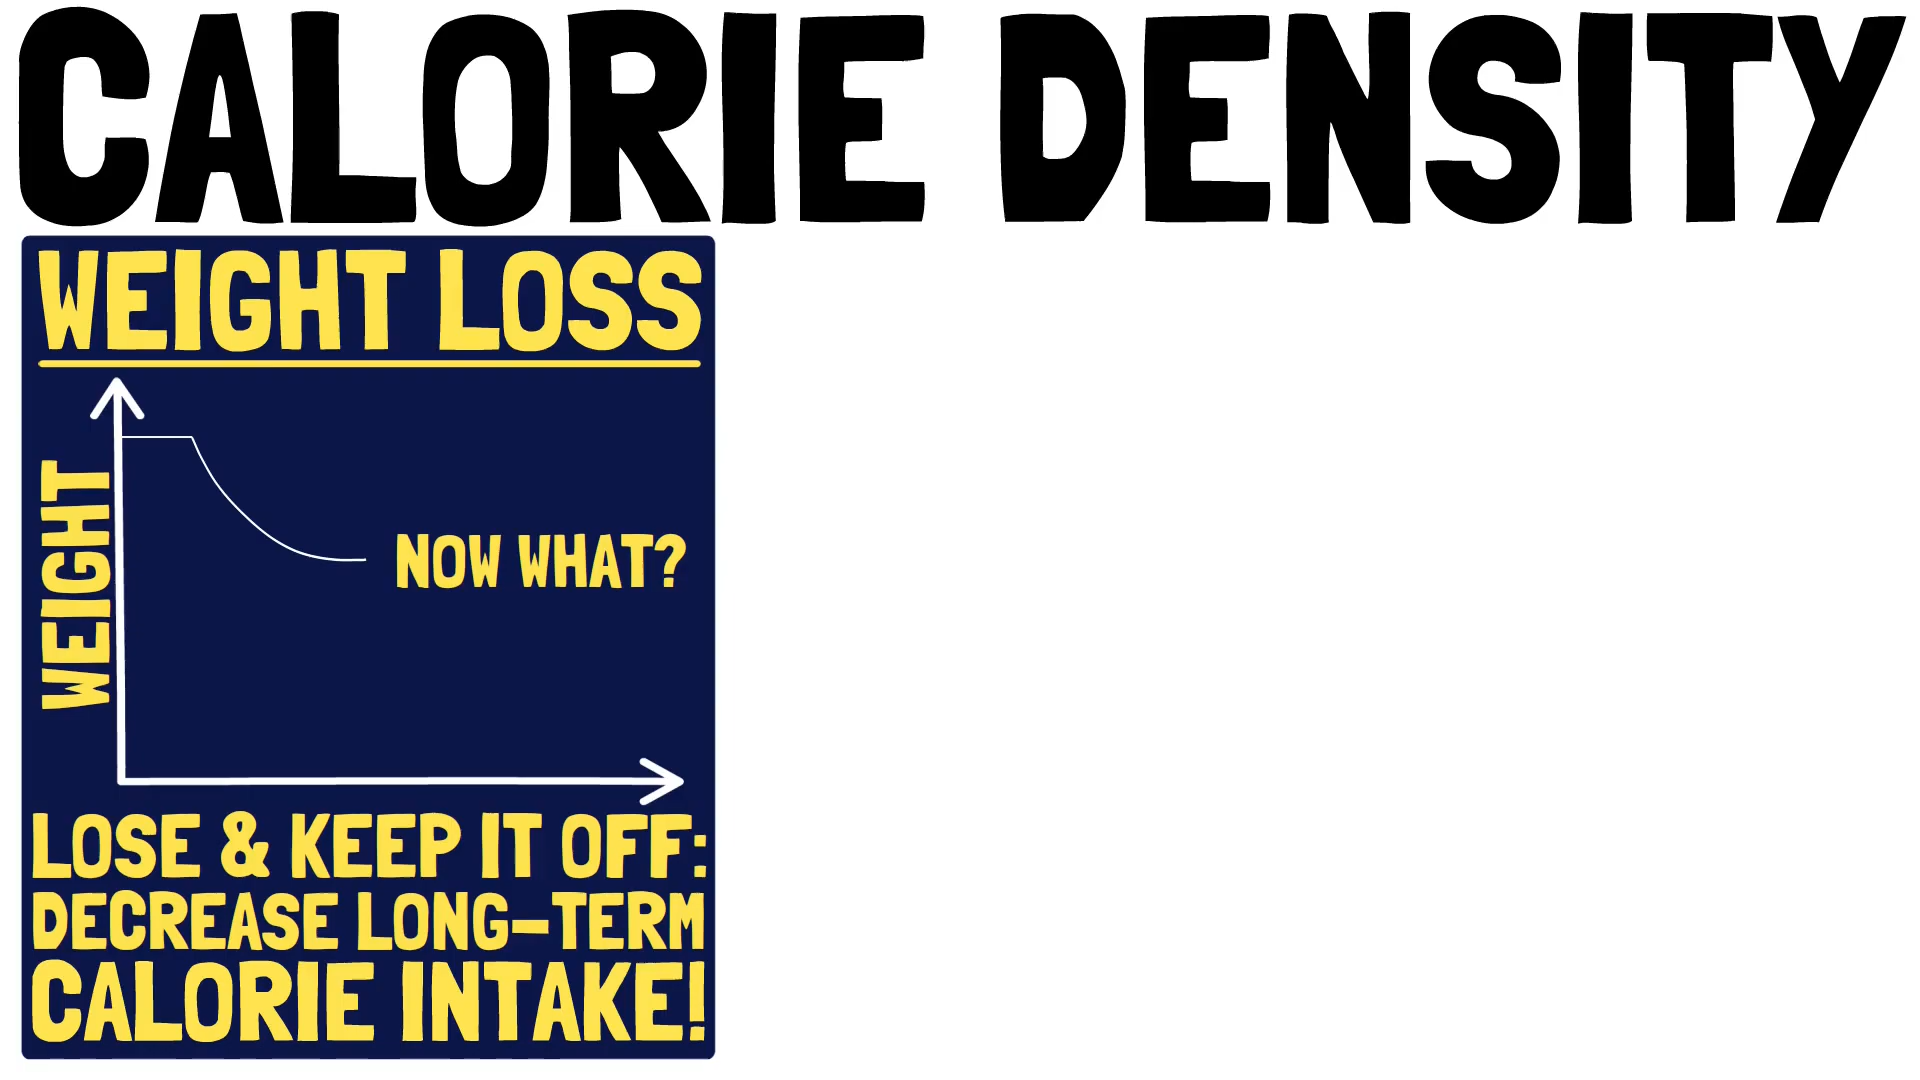 CALORIE DENSITY
WEIGHT LOSS
WEIGHT
NOW WHAT?
LOSE & KEEP IT OFF:
DECREASE LONG-TERM
CALORIE INTAKE!